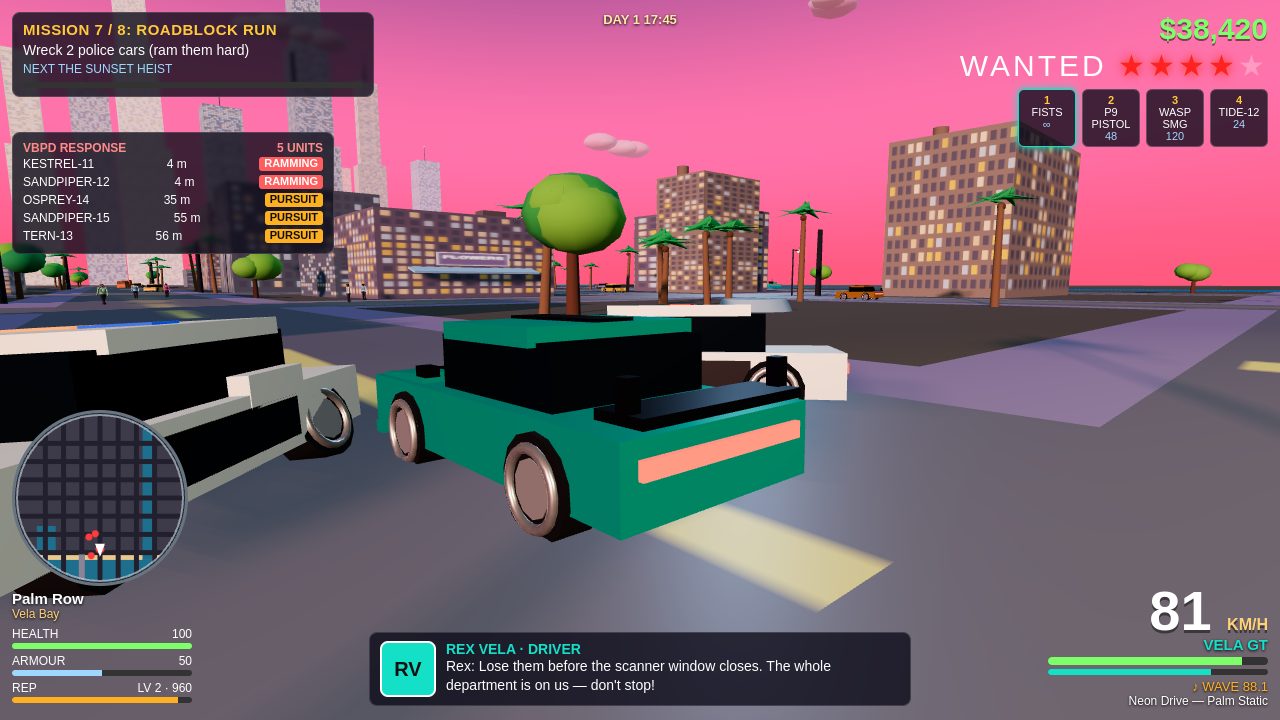 MISSION 7 / 8: ROADBLOCK RUN
Wreck 2 police cars (ram them hard)
NEXT THE SUNSET HEIST
DAY 1 17:45
$38,420
WANTED ★★★★★
1 FISTS ∞
2 P9 PISTOL 48
3 WASP SMG 120
4 TIDE-12 24
VBPD RESPONSE 5 UNITS
KESTREL-11 4 m RAMMING
SANDPIPER-12 4 m RAMMING
OSPREY-14 35 m PURSUIT
SANDPIPER-15 55 m PURSUIT
TERN-13 56 m PURSUIT
FLOWERS
Palm Row
Vela Bay
HEALTH 100
ARMOUR 50
REP LV 2 · 960
RV
REX VELA · DRIVER
Rex: Lose them before the scanner window closes. The whole
department is on us — don't stop!
81 KM/H
VELA GT
♪ WAVE 88.1
Neon Drive — Palm Static